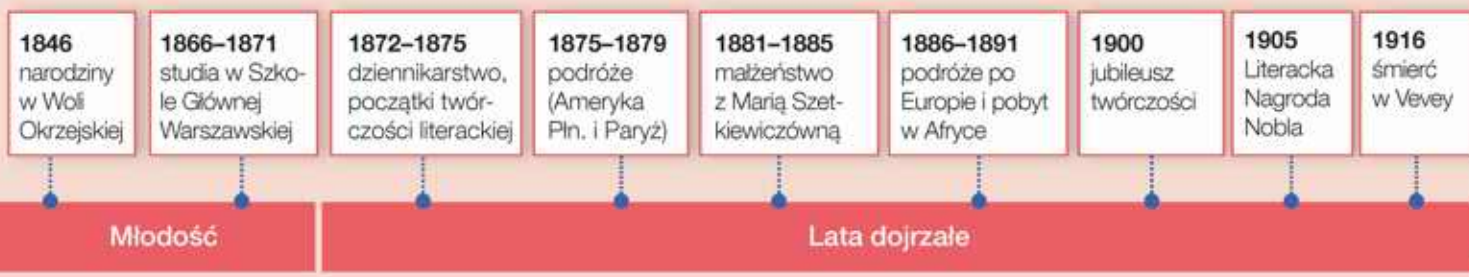 1846
narodziny
w Woli
Okrzejskiej
1866–1871
studia w Szko-
le Głównej
Warszawskiej
1872–1875
dziennikarstwo,
początki twór-
czości literackiej
1875–1879
podróże
(Ameryka
Płn. i Paryż)
1881–1885
małżeństwo
z Marią Szet-
kiewiczówną
1886–1891
podróże po
Europie i pobyt
w Afryce
1900
jubileusz
twórczości
1905
Literacka
Nagroda
Nobla
1916
śmierć
w Vevey
Młodość
Lata dojrzałe